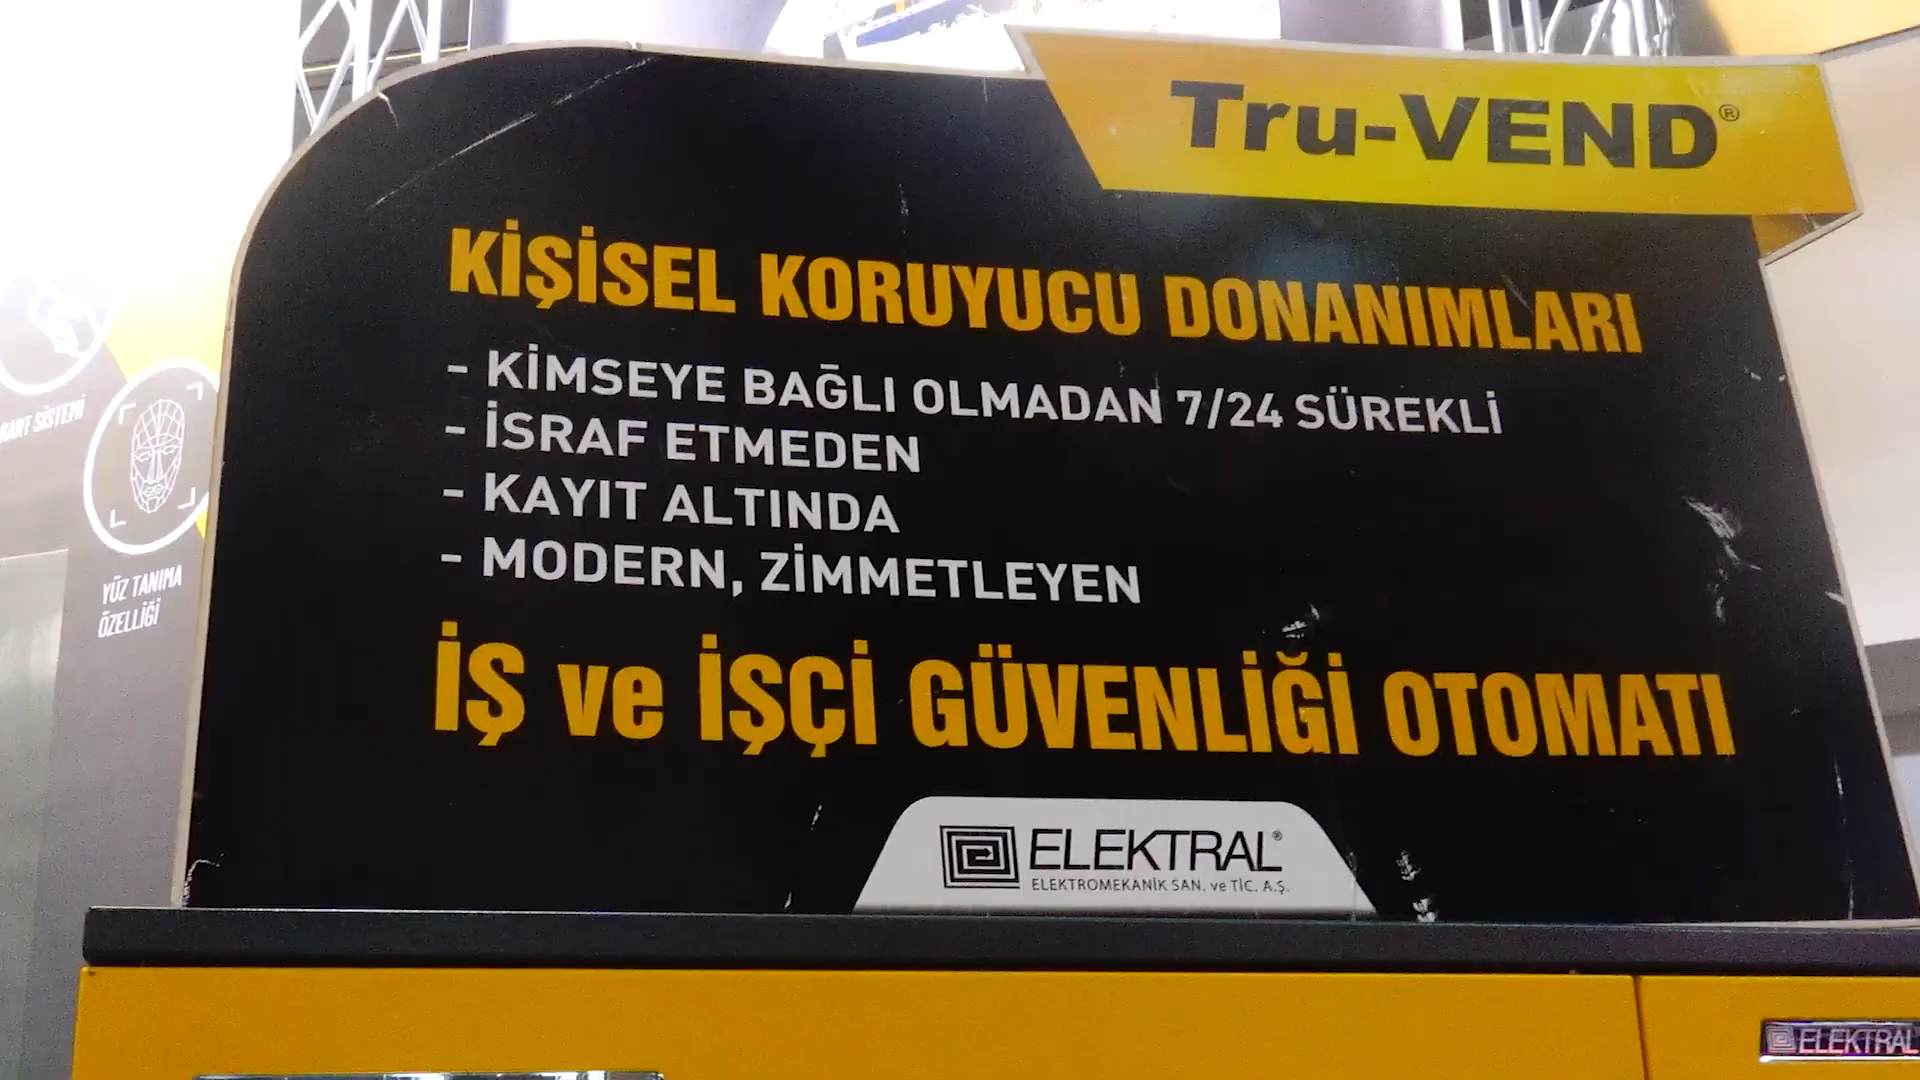 Tru-VEND®
KİŞİSEL KORUYUCU DONANIMLARI
- KİMSEYE BAĞLI OLMADAN 7/24 SÜREKLİ
- İSRAF ETMEDEN
- KAYIT ALTINDA
- MODERN, ZİMMETLEYEN
İŞ ve İŞÇİ GÜVENLİĞİ OTOMATI
ELEKTRAL®
ELEKTROMEKANİK SAN. ve TİC. A.Ş.
KART SİSTEMİ
YÜZ TANIMA
ÖZELLİĞİ
ELEKTRAL